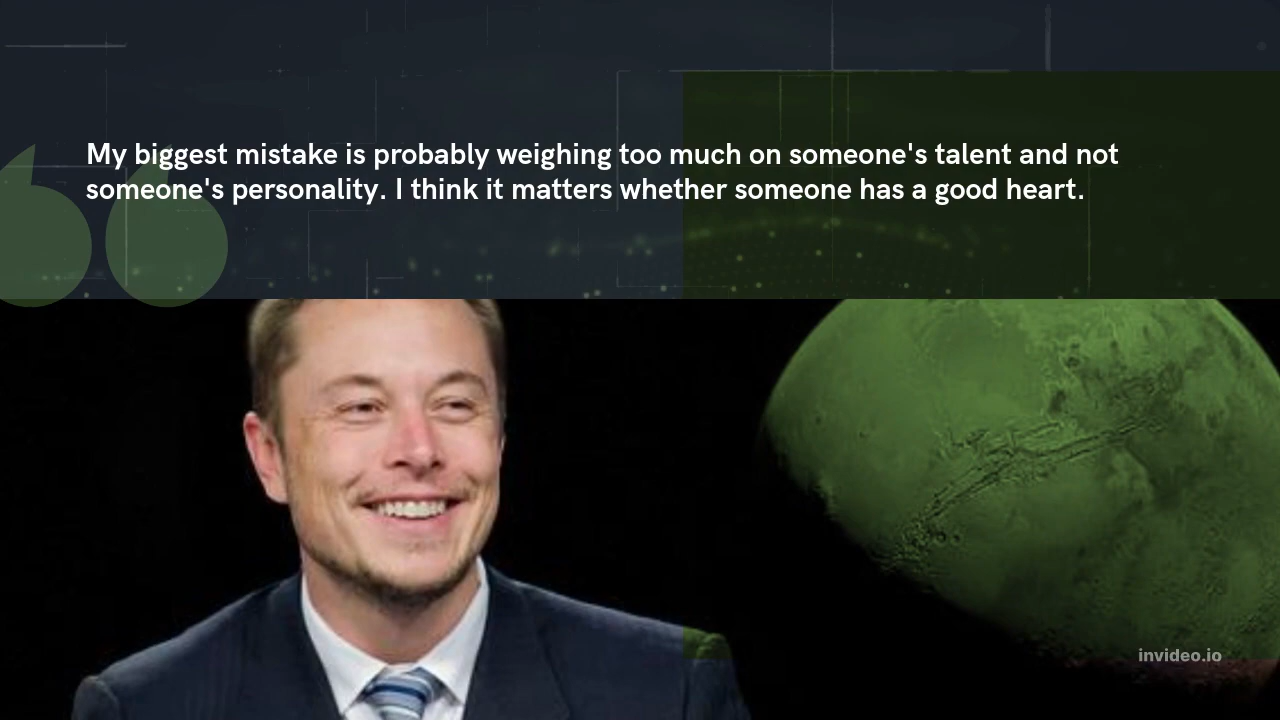 My biggest mistake is probably weighing too much on someone's talent and not
someone's personality. I think it matters whether someone has a good heart.
invideo.io